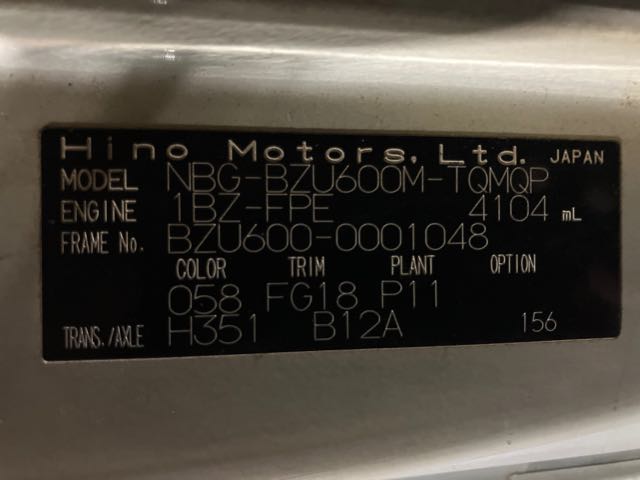 Hino Motors, Ltd. JAPAN
MODEL NBG-BZU600M-TQMQP
ENGINE 1BZ-FPE 4104 mL
FRAME No. BZU600-0001048
COLOR TRIM PLANT OPTION
058 FG18 P11
TRANS./AXLE H351 B12A 156